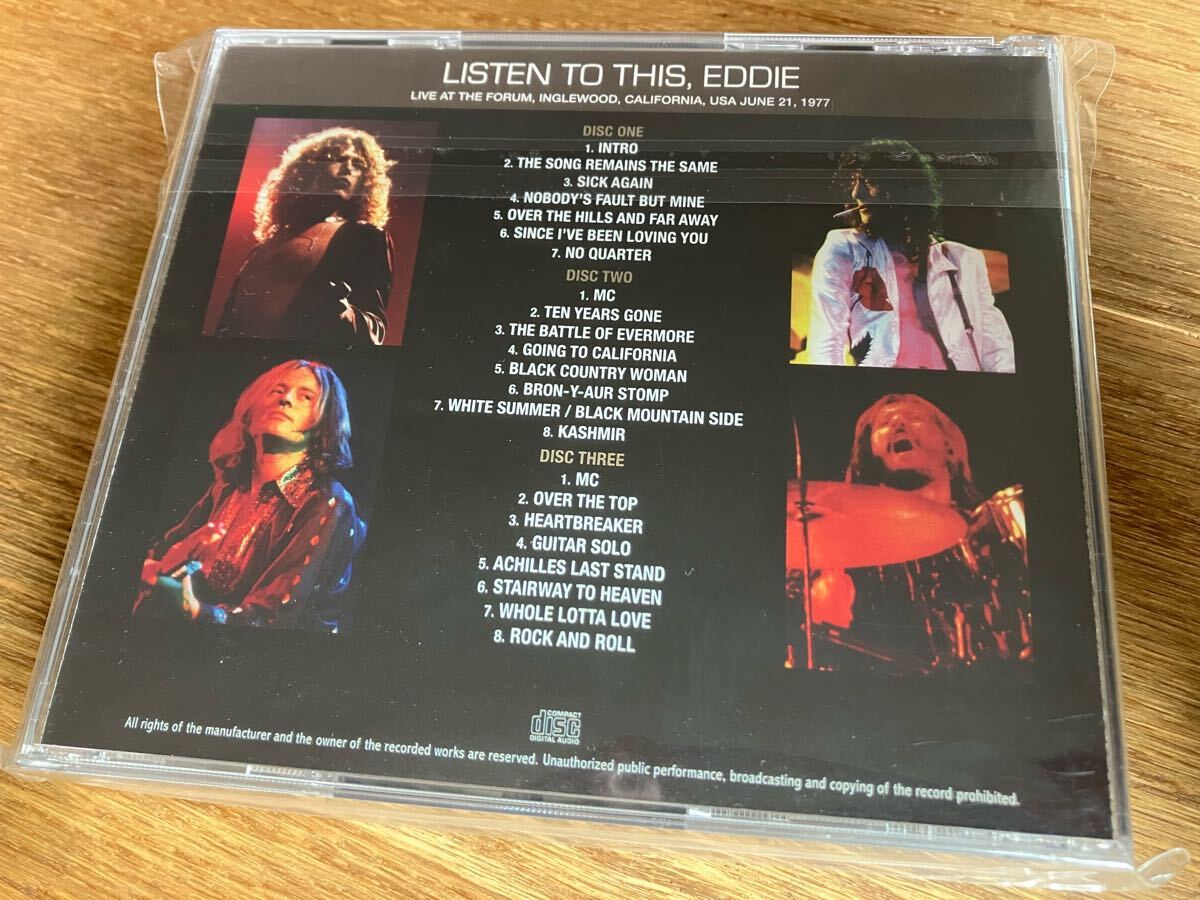 LISTEN TO THIS, EDDIE
LIVE AT THE FORUM, INGLEWOOD, CALIFORNIA, USA JUNE 21, 1977
DISC ONE
1. INTRO
2. THE SONG REMAINS THE SAME
3. SICK AGAIN
4. NOBODY'S FAULT BUT MINE
5. OVER THE HILLS AND FAR AWAY
6. SINCE I'VE BEEN LOVING YOU
7. NO QUARTER
DISC TWO
1. MC
2. TEN YEARS GONE
3. THE BATTLE OF EVERMORE
4. GOING TO CALIFORNIA
5. BLACK COUNTRY WOMAN
6. BRON-Y-AUR STOMP
7. WHITE SUMMER / BLACK MOUNTAIN SIDE
8. KASHMIR
DISC THREE
1. MC
2. OVER THE TOP
3. HEARTBREAKER
4. GUITAR SOLO
5. ACHILLES LAST STAND
6. STAIRWAY TO HEAVEN
7. WHOLE LOTTA LOVE
8. ROCK AND ROLL
COMPACT
disc
DIGITAL AUDIO
All rights of the manufacturer and the owner of the recorded works are reserved. Unauthorized public performance, broadcasting and copying of the record prohibited.